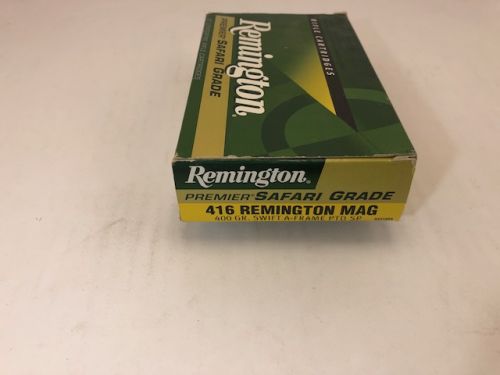 RIFLE CARTRIDGES
Remington
PREMIER SAFARI GRADE
Remington
PREMIER SAFARI GRADE
416 REMINGTON MAG
400 GR. SWIFT A-FRAME PTD SP